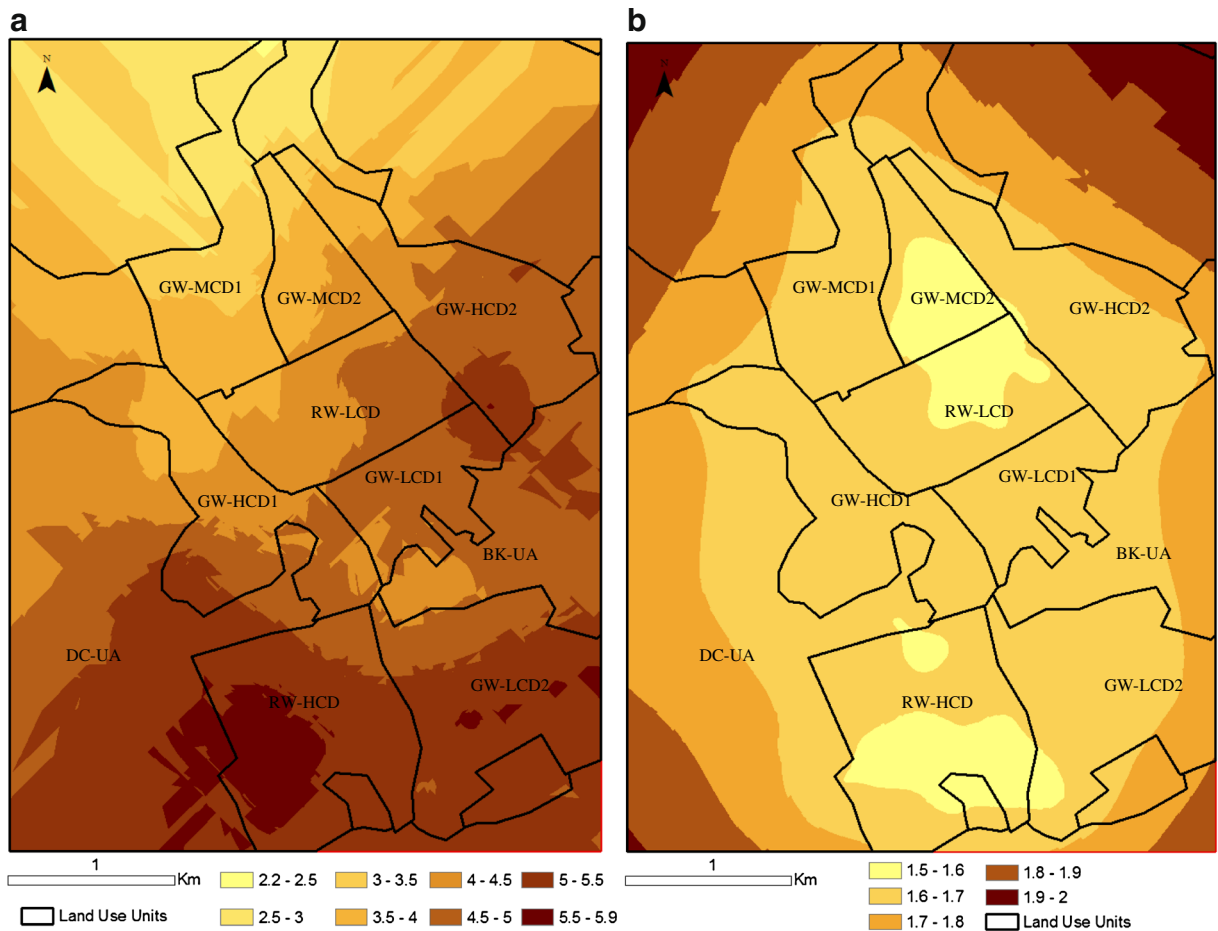 a
b
N
N
GW-MCD1
GW-MCD2
GW-HCD2
RW-LCD
GW-LCD1
GW-HCD1
BK-UA
DC-UA
GW-LCD2
RW-HCD
GW-MCD1
GW-MCD2
GW-HCD2
RW-LCD
GW-LCD1
GW-HCD1
BK-UA
DC-UA
GW-LCD2
RW-HCD
1
Km
2.2 - 2.5
3 - 3.5
4 - 4.5
5 - 5.5
Land Use Units
2.5 - 3
3.5 - 4
4.5 - 5
5.5 - 5.9
1
Km
1.5 - 1.6
1.8 - 1.9
1.6 - 1.7
1.9 - 2
1.7 - 1.8
Land Use Units